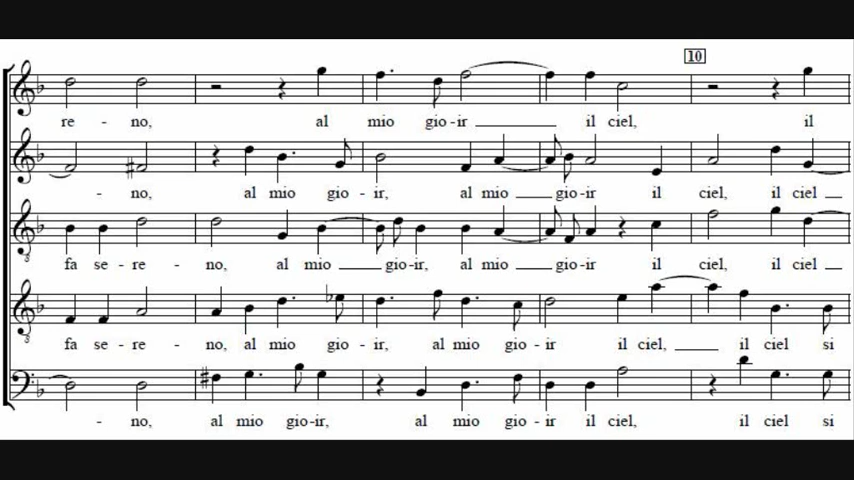 10
re - no, al mio gio - ir il ciel, il
- no, al mio gio - ir, al mio gio - ir il ciel, il ciel
8
fa se - re - no, al mio gio-ir, al mio gio-ir il ciel, il ciel
8
fa se - re - no, al mio gio - ir, al mio gio - ir il ciel, il ciel si
- no, al mio gio-ir, al mio gio - ir il ciel, il ciel si